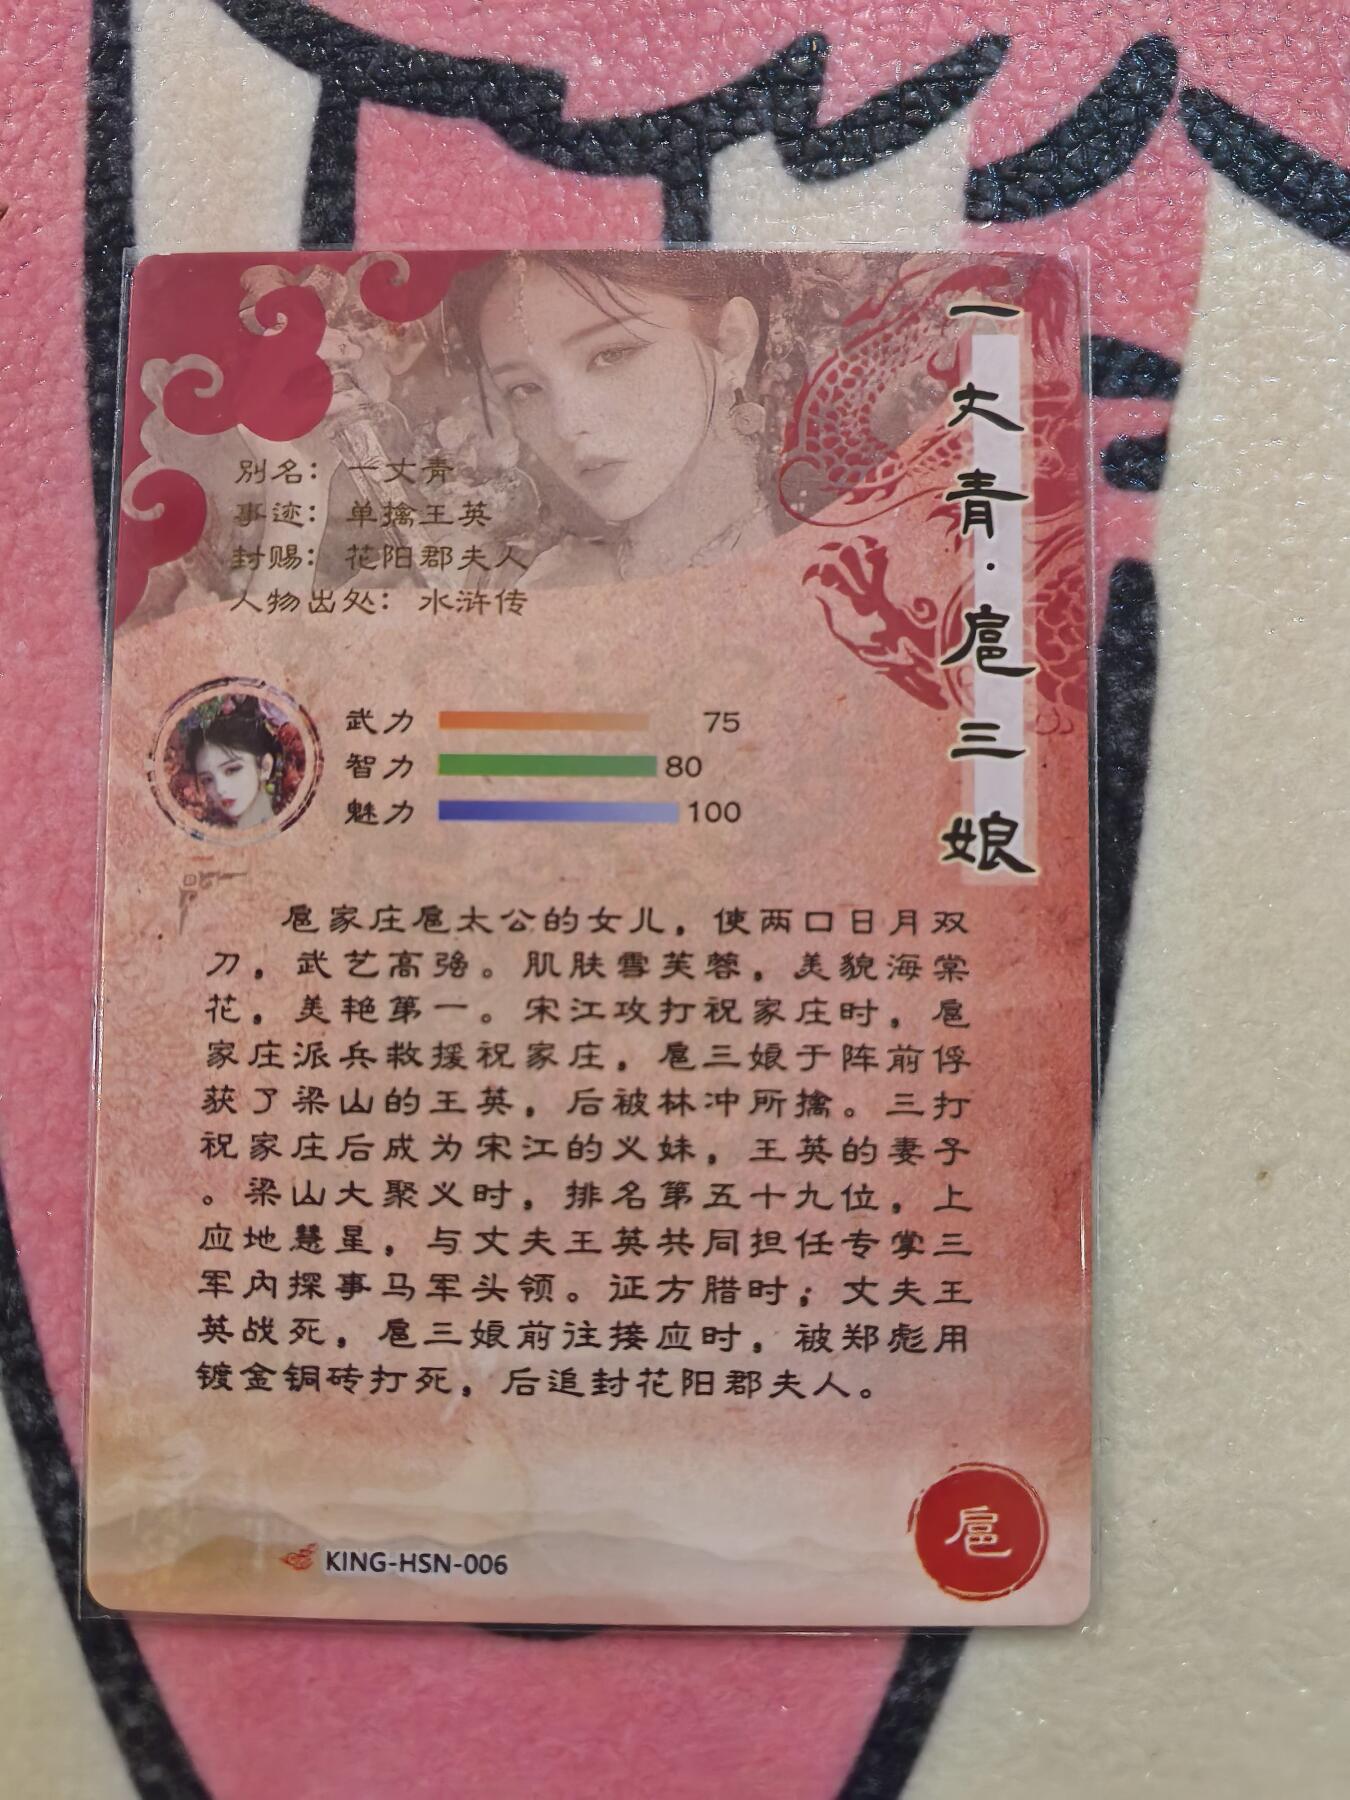 一丈青·扈三娘
别名：一丈青
事迹：单擒王英
封赐：花阳郡夫人
人物出处：水浒传
武力 75
智力 80
魅力 100
扈家庄扈太公的女儿，使两口日月双
刀，武艺高强。肌肤雪芙蓉，美貌海棠
花，美艳第一。宋江攻打祝家庄时，扈
家庄派兵救援祝家庄，扈三娘于阵前俘
获了梁山的王英，后被林冲所擒。三打
祝家庄后成为宋江的义妹，王英的妻子
。梁山大聚义时，排名第五十九位，上
应地慧星，与丈夫王英共同担任专掌三
军内探事马军头领。证方腊时；丈夫王
英战死，扈三娘前往接应时，被郑彪用
镀金铜砖打死，后追封花阳郡夫人。
KING-HSN-006
扈